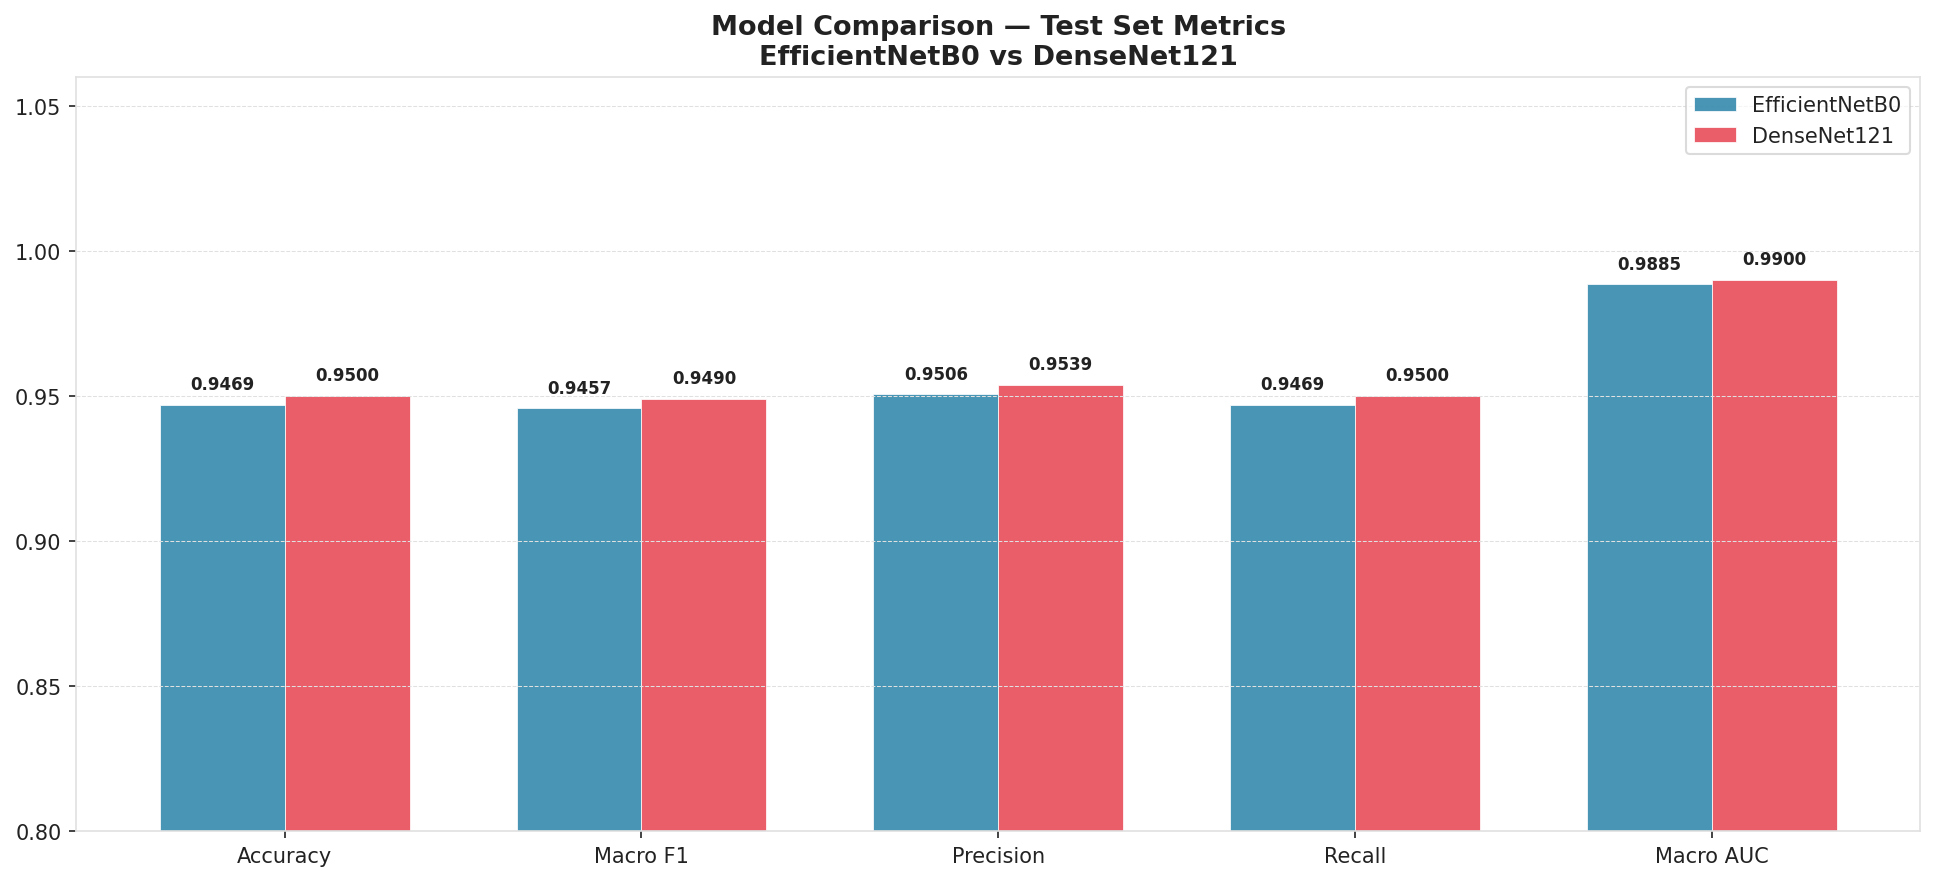 Model Comparison — Test Set Metrics
EfficientNetB0 vs DenseNet121
EfficientNetB0
DenseNet121
1.05
1.00
0.95
0.90
0.85
0.80
0.9469
0.9500
0.9457
0.9490
0.9506
0.9539
0.9469
0.9500
0.9885
0.9900
Accuracy
Macro F1
Precision
Recall
Macro AUC